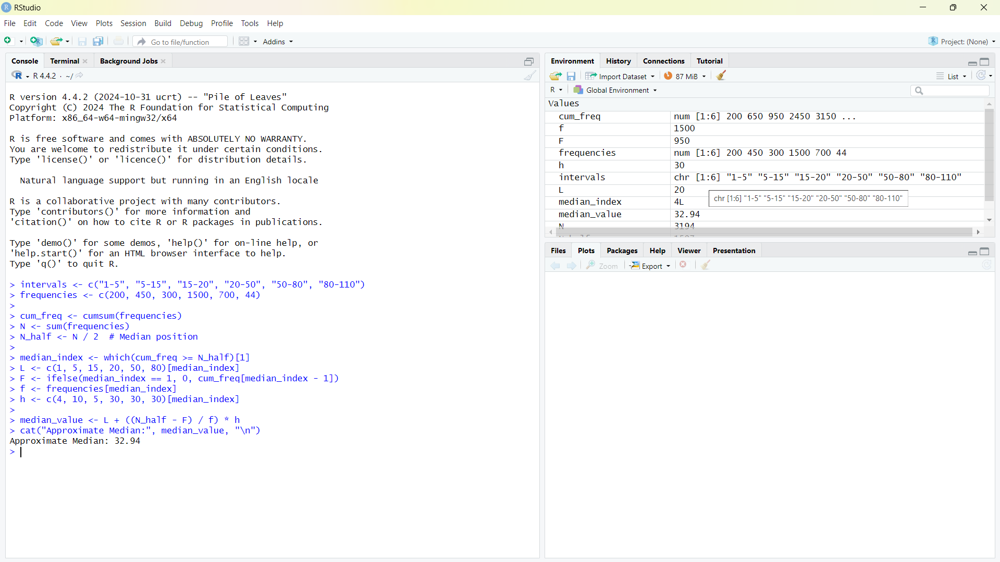 RStudio
File Edit Code View Plots Session Build Debug Profile Tools Help
Go to file/function Addins Project: (None)
Console Terminal Background Jobs
R 4.4.2 · ~/
R version 4.4.2 (2024-10-31 ucrt) -- "Pile of Leaves"
Copyright (C) 2024 The R Foundation for Statistical Computing
Platform: x86_64-w64-mingw32/x64
R is free software and comes with ABSOLUTELY NO WARRANTY.
You are welcome to redistribute it under certain conditions.
Type 'license()' or 'licence()' for distribution details.
Natural language support but running in an English locale
R is a collaborative project with many contributors.
Type 'contributors()' for more information and
'citation()' on how to cite R or R packages in publications.
Type 'demo()' for some demos, 'help()' for on-line help, or
'help.start()' for an HTML browser interface to help.
Type 'q()' to quit R.
> intervals <- c("1-5", "5-15", "15-20", "20-50", "50-80", "80-110")
> frequencies <- c(200, 450, 300, 1500, 700, 44)
>
> cum_freq <- cumsum(frequencies)
> N <- sum(frequencies)
> N_half <- N / 2  # Median position
>
> median_index <- which(cum_freq >= N_half)[1]
> L <- c(1, 5, 15, 20, 50, 80)[median_index]
> F <- ifelse(median_index == 1, 0, cum_freq[median_index - 1])
> f <- frequencies[median_index]
> h <- c(4, 10, 5, 30, 30, 30)[median_index]
>
> median_value <- L + ((N_half - F) / f) * h
> cat("Approximate Median:", median_value, "\n")
Approximate Median: 32.94
>
Environment History Connections Tutorial
Import Dataset 87 MiB List
R Global Environment
Values
cum_freq num [1:6] 200 650 950 2450 3150 ...
f 1500
F 950
frequencies num [1:6] 200 450 300 1500 700 44
h 30
intervals chr [1:6] "1-5" "5-15" "15-20" "20-50" "50-80" "80-110"
L 20
chr [1:6] "1-5" "5-15" "15-20" "20-50" "50-80" "80-110"
median_index 4L
median_value 32.94
N 3194
Files Plots Packages Help Viewer Presentation
Zoom Export